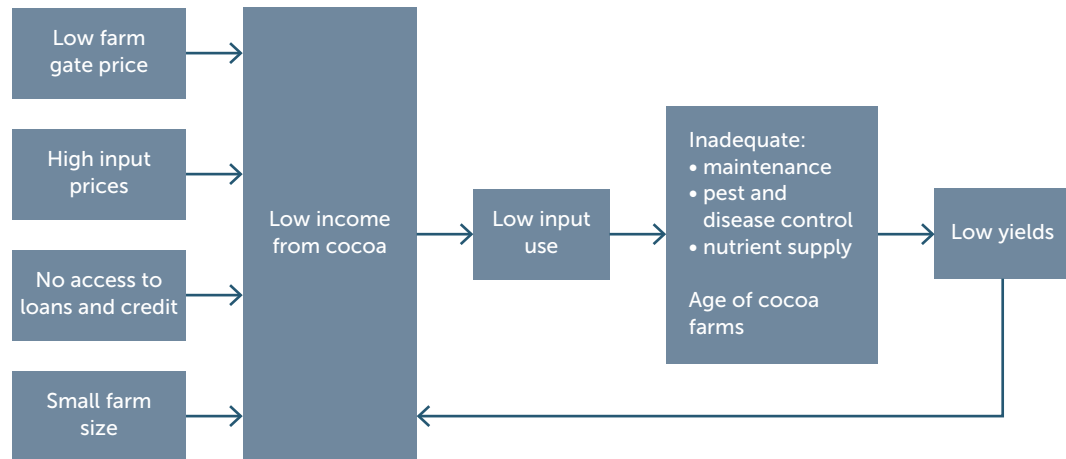 Low farm
gate price
High input
prices
No access to
loans and credit
Small farm
size
Low income
from cocoa
Low input
use
Inadequate:
• maintenance
• pest and
disease control
• nutrient supply
Age of cocoa
farms
Low yields